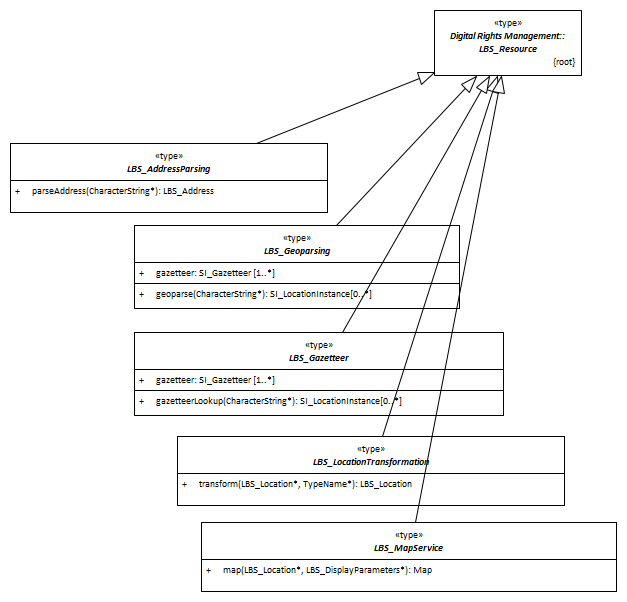 «type»
Digital Rights Management::
LBS_Resource
{root}
«type»
LBS_AddressParsing
+ parseAddress(CharacterString*): LBS_Address
«type»
LBS_Geoparsing
+ gazetteer: SI_Gazetteer [1..*]
+ geoparse(CharacterString*): SI_LocationInstance[0..*]
«type»
LBS_Gazetteer
+ gazetteer: SI_Gazetteer [1..*]
+ gazetteerLookup(CharacterString*): SI_LocationInstance[0..*]
«type»
LBS_LocationTransformation
+ transform(LBS_Location*, TypeName*): LBS_Location
«type»
LBS_MapService
+ map(LBS_Location*, LBS_DisplayParameters*): Map